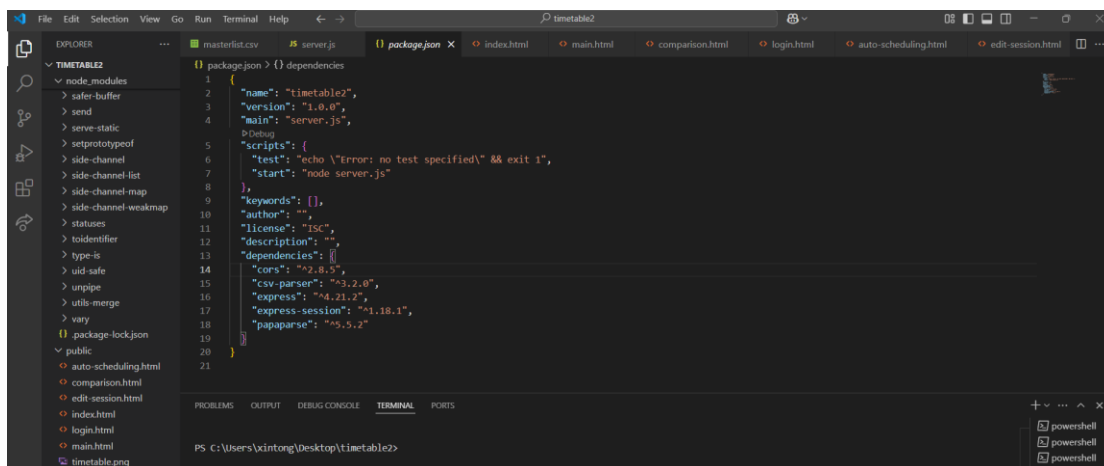 File Edit Selection View Go Run Terminal Help
timetable2
EXPLORER
TIMETABLE2
node_modules
safer-buffer
send
serve-static
setprototypeof
side-channel
side-channel-list
side-channel-map
side-channel-weakmap
statuses
toidentifier
type-is
uid-safe
unpipe
utils-merge
vary
.package-lock.json
public
auto-scheduling.html
comparison.html
edit-session.html
index.html
login.html
main.html
timetable.png
masterlist.csv
JS server.js
{} package.json
index.html
main.html
comparison.html
login.html
auto-scheduling.html
edit-session.html
{} package.json > {} dependencies
1 {
2 "name": "timetable2",
3 "version": "1.0.0",
4 "main": "server.js",
Debug
5 "scripts": {
6 "test": "echo \"Error: no test specified\" && exit 1",
7 "start": "node server.js"
8 },
9 "keywords": [],
10 "author": "",
11 "license": "ISC",
12 "description": "",
13 "dependencies": {
14 "cors": "^2.8.5",
15 "csv-parser": "^3.2.0",
16 "express": "^4.21.2",
17 "express-session": "^1.18.1",
18 "papaparse": "^5.5.2"
19 }
20 }
21
PROBLEMS OUTPUT DEBUG CONSOLE TERMINAL PORTS
PS C:\Users\xintong\Desktop\timetable2>
powershell
powershell
powershell